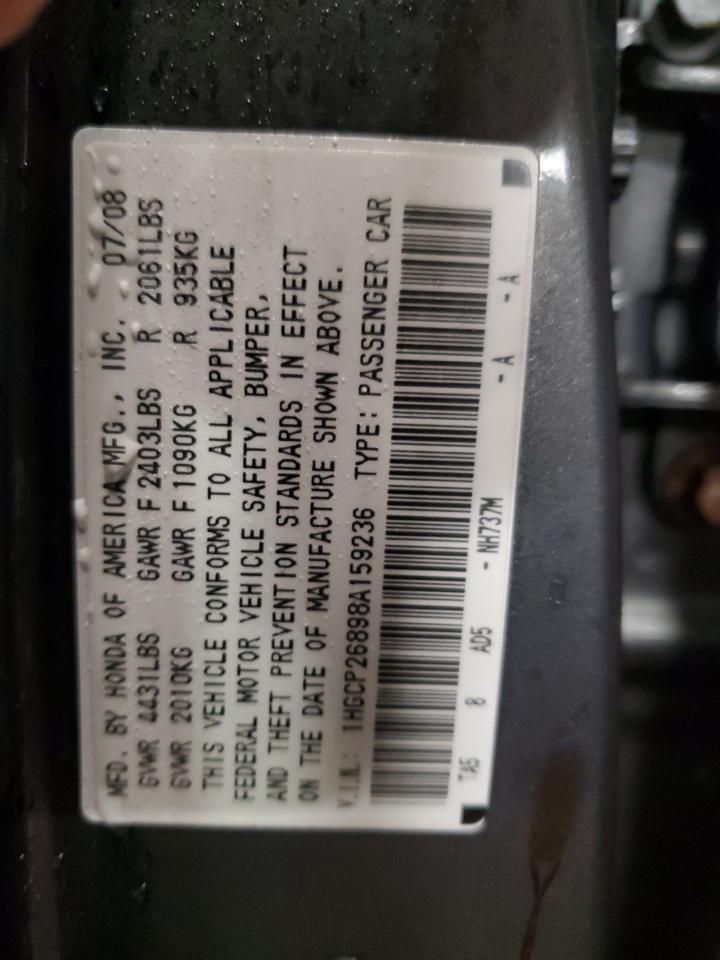 MFD. BY HONDA OF AMERICA MFG., INC. 07/08
GVWR 4431LBS GAWR F 2403LBS R 2061LBS
GVWR 2010KG GAWR F 1090KG R 935KG
THIS VEHICLE CONFORMS TO ALL APPLICABLE
FEDERAL MOTOR VEHICLE SAFETY, BUMPER,
AND THEFT PREVENTION STANDARDS IN EFFECT
ON THE DATE OF MANUFACTURE SHOWN ABOVE.
V.I.N.: 1HGCP26898A159236 TYPE: PASSENGER CAR
TA5 8 AD5 - NH737M - A - A